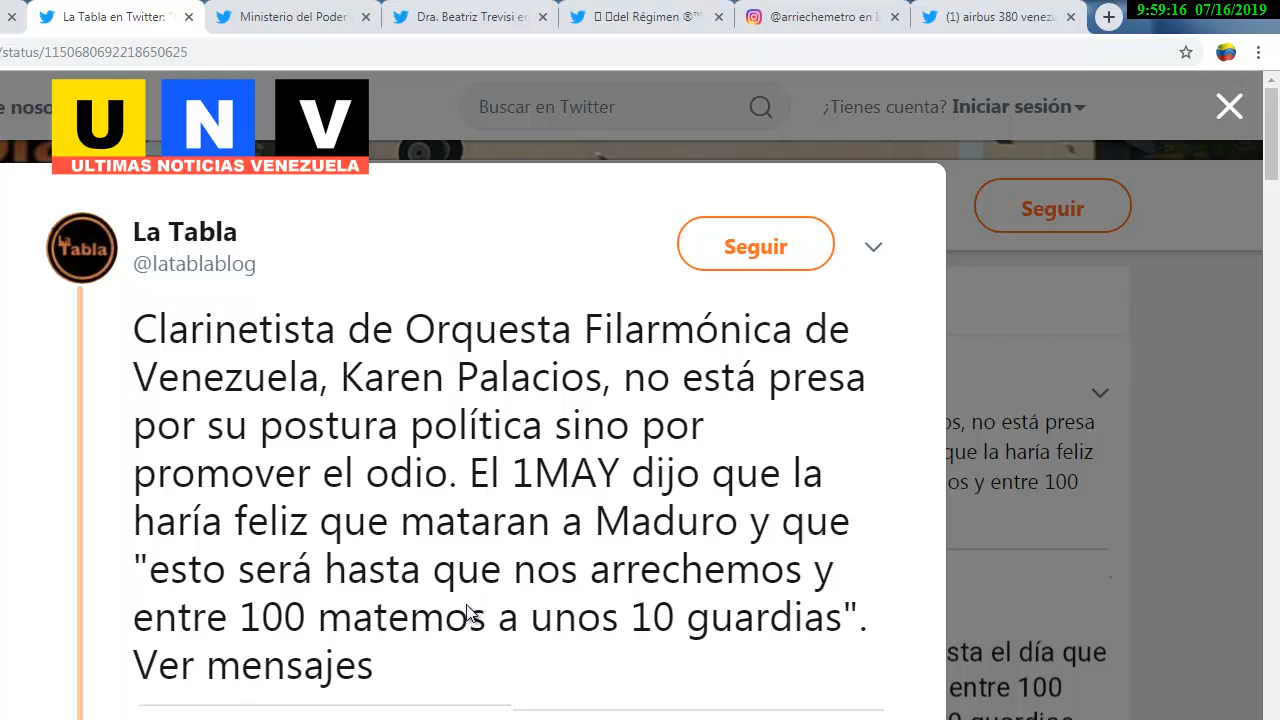 La Tabla en Twitter: "
Ministerio del Poder
Dra. Beatriz Troz en
del Régimen ®™
@aniechemetro en I
(1) airbus 380 venezu
9:59:16 07/16/2019
/status/1150680692218650625
e noso
Buscar en Twitter
¿Tienes cuenta? Iniciar sesión
U N V
ULTIMAS NOTICIAS VENEZUELA
Seguir
La Tabla
@latablablog
Seguir
Clarinetista de Orquesta Filarmónica de
Venezuela, Karen Palacios, no está presa
por su postura política sino por
promover el odio. El 1MAY dijo que la
haría feliz que mataran a Maduro y que
"esto será hasta que nos arrechemos y
entre 100 matemos a unos 10 guardias".
Ver mensajes
os, no está presa
que la haría feliz
os y entre 100
sta el día que
entre 100